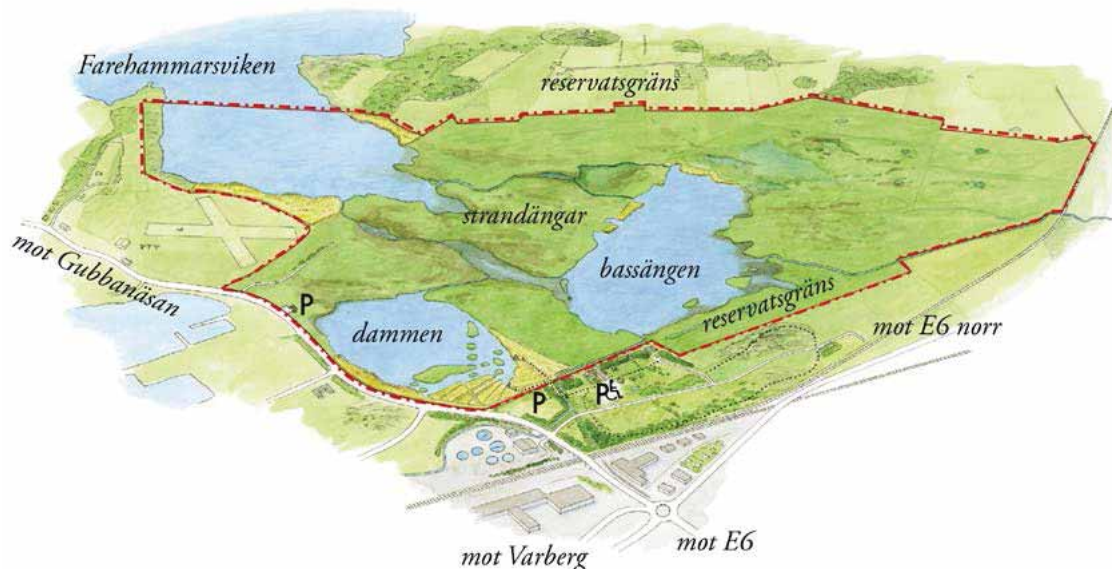 Farehammarsviken
reservatsgräns
strandängar
mot Gubbanäsan
bassängen
P
dammen
reservatsgräns
mot E6 norr
P
P
mot E6
mot Varberg